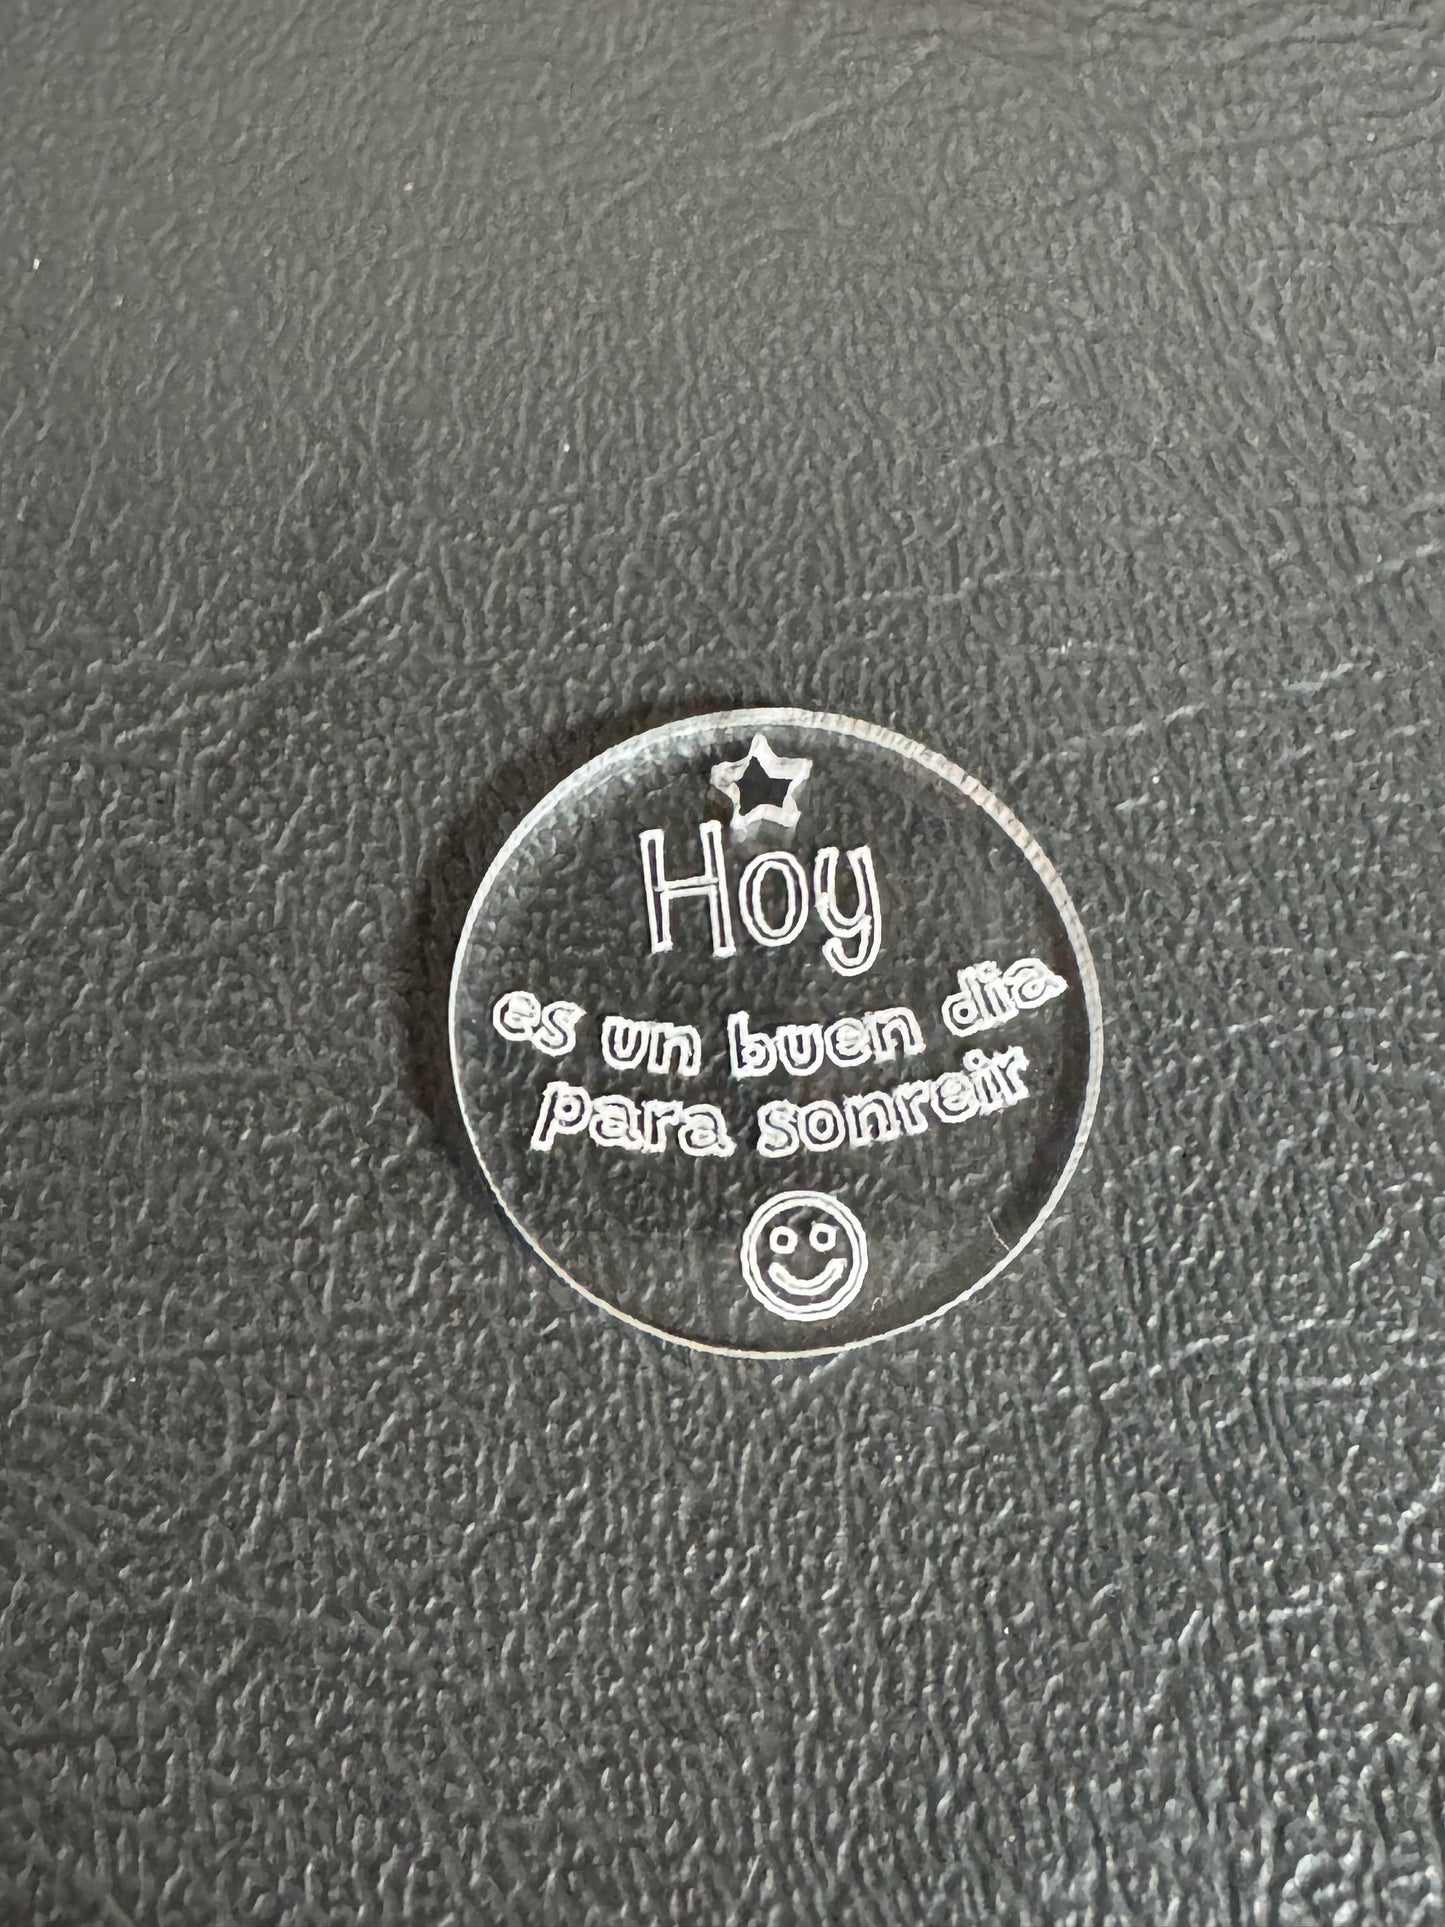 Hoy
es un buen dia
para sonreir